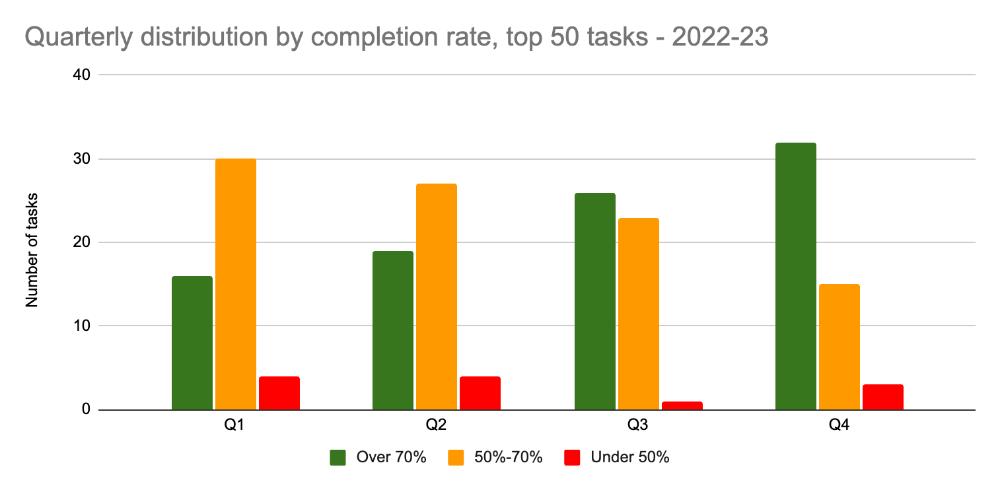 Quarterly distribution by completion rate, top 50 tasks - 2022-23
40
30
20
10
0
Number of tasks
Q1 Q2 Q3 Q4
Over 70% 50%-70% Under 50%